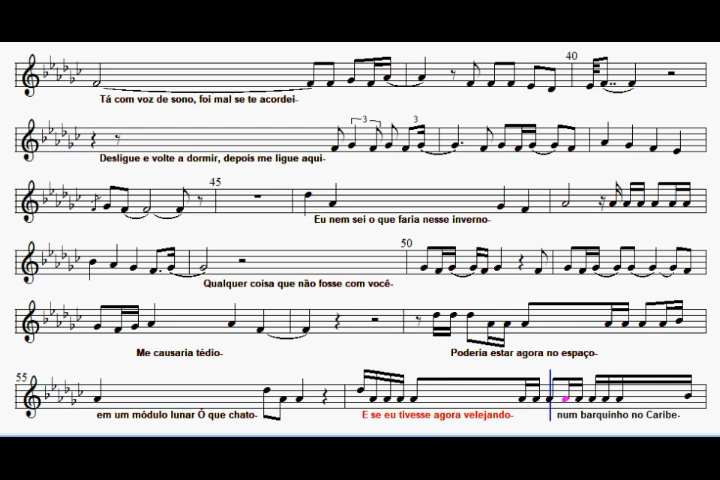 40
Tá com voz de sono, foi mal se te acordei-
3 3
Desligue e volte a dormir, depois me ligue aqui-
45
Eu nem sei o que faria nesse inverno-
50
Qualquer coisa que não fosse com você-
Me causaria tédio- Poderia estar agora no espaço-
55
em um módulo lunar Ó que chato- E se eu tivesse agora velejando- num barquinho no Caribe-